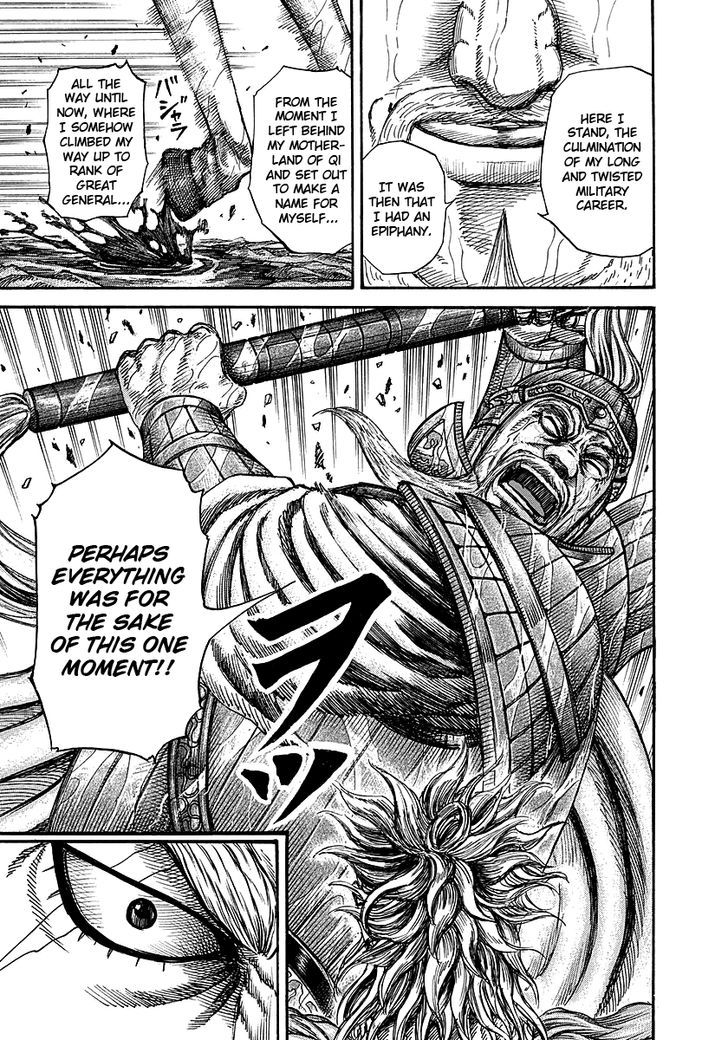 HERE I
STAND, THE
CULMINATION
OF MY LONG
AND TWISTED
MILITARY
CAREER.
IT WAS
THEN THAT
I HAD AN
EPIPHANY.
FROM THE
MOMENT I
LEFT BEHIND
MY MOTHER-
LAND OF QI
AND SET OUT
TO MAKE A
NAME FOR
MYSELF...
バシャラ
ALL THE
WAY UNTIL
NOW, WHERE
I SOMEHOW
CLIMBED MY
WAY UP TO
RANK OF
GREAT
GENERAL...
PERHAPS
EVERYTHING
WAS FOR
THE SAKE
OF THIS ONE
MOMENT!!
ヲッ